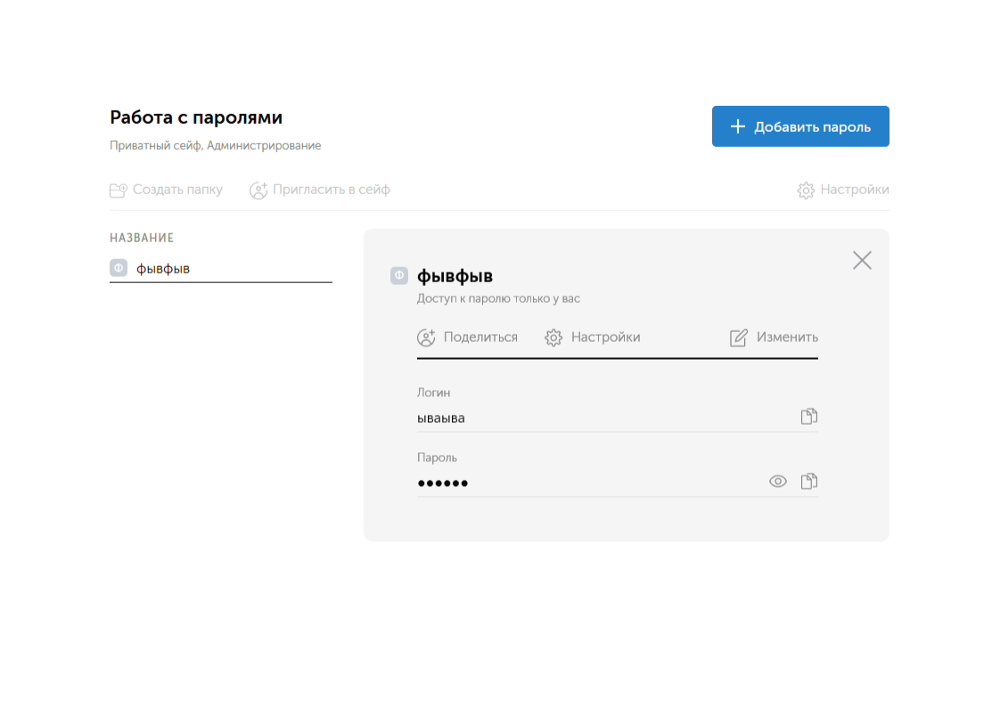 Работа с паролями
Приватный сейф, Администрирование
Добавить пароль
Создать папку
Пригласить в сейф
Настройки
НАЗВАНИЕ
Ф фывфыв
Ф фывфыв
Доступ к паролю только у вас
Поделиться
Настройки
Изменить
Логин
ываыва
Пароль
●●●●●●